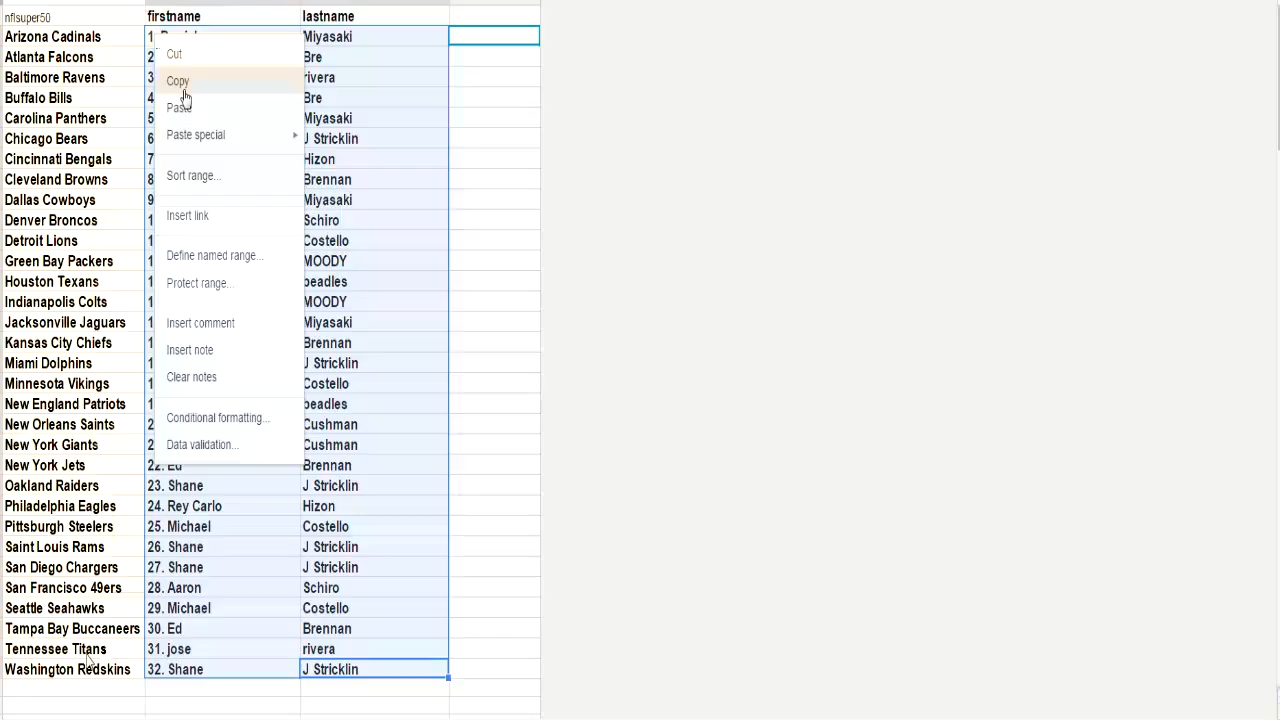 nflsuper50 firstname lastname
Arizona Cadinals 1. Miyasaki
Atlanta Falcons 2 Bre
Baltimore Ravens 3 rivera
Buffalo Bills 4 Bre
Carolina Panthers 5 Miyasaki
Chicago Bears 6 J Stricklin
Cincinnati Bengals 7 Hizon
Cleveland Browns 8 Brennan
Dallas Cowboys 9 Miyasaki
Denver Broncos 1 Schiro
Detroit Lions 1 Costello
Green Bay Packers 1 MOODY
Houston Texans 1 beadles
Indianapolis Colts 1 MOODY
Jacksonville Jaguars 1 Miyasaki
Kansas City Chiefs 1 Brennan
Miami Dolphins 1 J Stricklin
Minnesota Vikings 1 Costello
New England Patriots 1 beadles
New Orleans Saints 2 Cushman
New York Giants 2 Cushman
New York Jets 22. Ed Brennan
Oakland Raiders 23. Shane J Stricklin
Philadelphia Eagles 24. Rey Carlo Hizon
Pittsburgh Steelers 25. Michael Costello
Saint Louis Rams 26. Shane J Stricklin
San Diego Chargers 27. Shane J Stricklin
San Francisco 49ers 28. Aaron Schiro
Seattle Seahawks 29. Michael Costello
Tampa Bay Buccaneers 30. Ed Brennan
Tennessee Titans 31. jose rivera
Washington Redskins 32. Shane J Stricklin
Cut
Copy
Paste
Paste special
Sort range...
Insert link
Define named range...
Protect range...
Insert comment
Insert note
Clear notes
Conditional formatting...
Data validation...